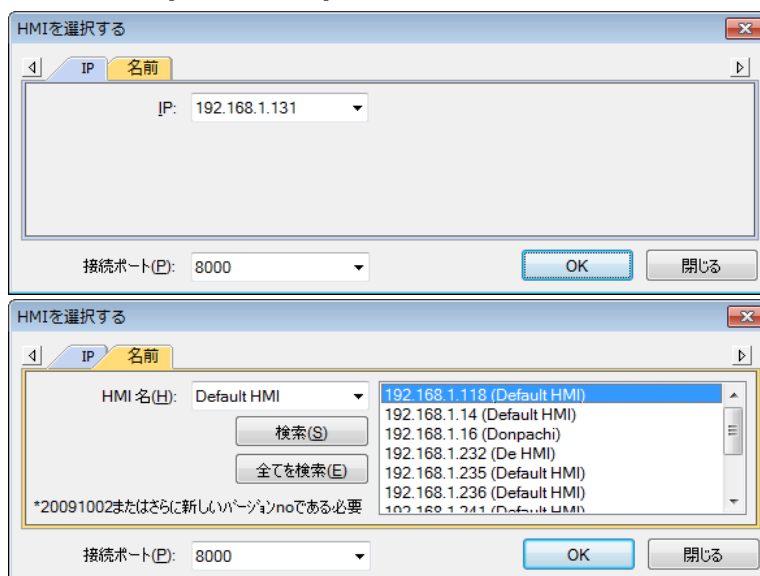 HMIを選択する
IP 名前
IP: 192.168.1.131
接続ポート(P): 8000 OK 閉じる
HMIを選択する
IP 名前
HMI 名(H): Default HMI
検索(S)
全てを検索(E)
*20091002またはさらに新しいバージョンnoである必要
192.168.1.118 (Default HMI)
192.168.1.14 (Default HMI)
192.168.1.16 (Donpachi)
192.168.1.232 (De HMI)
192.168.1.235 (Default HMI)
192.168.1.236 (Default HMI)
192.168.1.241 (Default HMI)
接続ポート(P): 8000 OK 閉じる